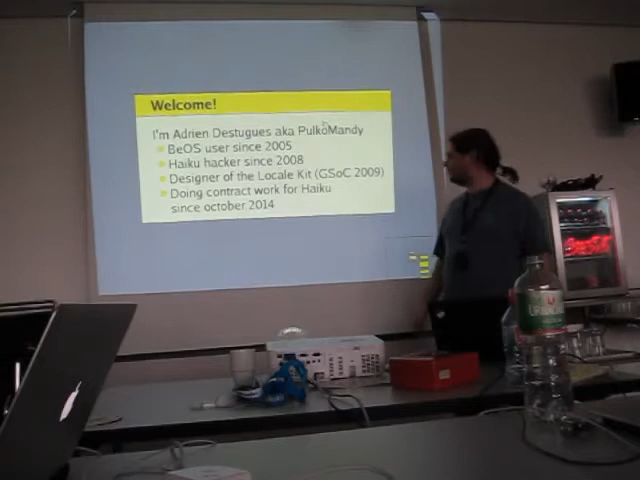 Welcome!
I'm Adrien Destugues aka PulkoMandy
BeOS user since 2005
Haiku hacker since 2008
Designer of the Locale Kit (GSoC 2009)
Doing contract work for Haiku
since october 2014